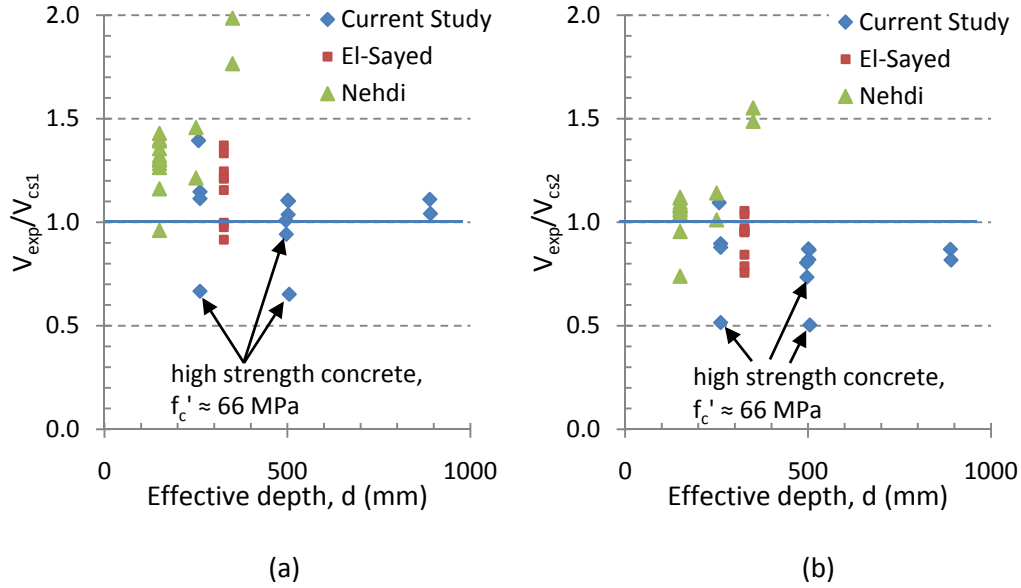 2.0
1.5
1.0
0.5
0.0
V_exp/V_cs1
Current Study
El-Sayed
Nehdi
high strength concrete,
f_c' ≈ 66 MPa
0
500
1000
Effective depth, d (mm)
(a)
2.0
1.5
1.0
0.5
0.0
V_exp/V_cs2
Current Study
El-Sayed
Nehdi
high strength concrete,
f_c' ≈ 66 MPa
0
500
1000
Effective depth, d (mm)
(b)